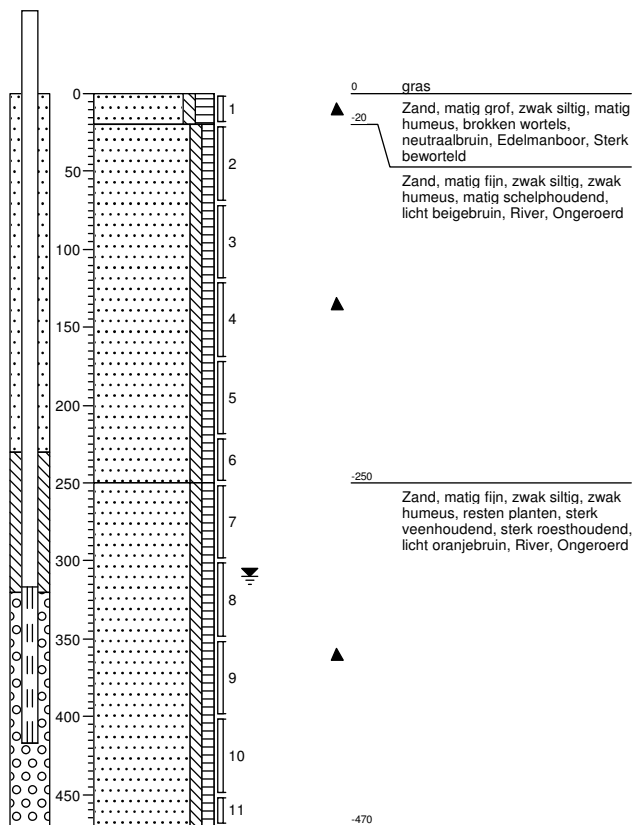 0
50
100
150
200
250
300
350
400
450
1
2
3
4
5
6
7
8
9
10
11
0 gras
Zand, matig grof, zwak siltig, matig
humeus, brokken wortels,
neutraalbruin, Edelmanboor, Sterk
beworteld
-20
Zand, matig fijn, zwak siltig, zwak
humeus, matig schelphoudend,
licht beigebruin, River, Ongeroerd
-250
Zand, matig fijn, zwak siltig, zwak
humeus, resten planten, sterk
veenhoudend, sterk roesthoudend,
licht oranjebruin, River, Ongeroerd
-470